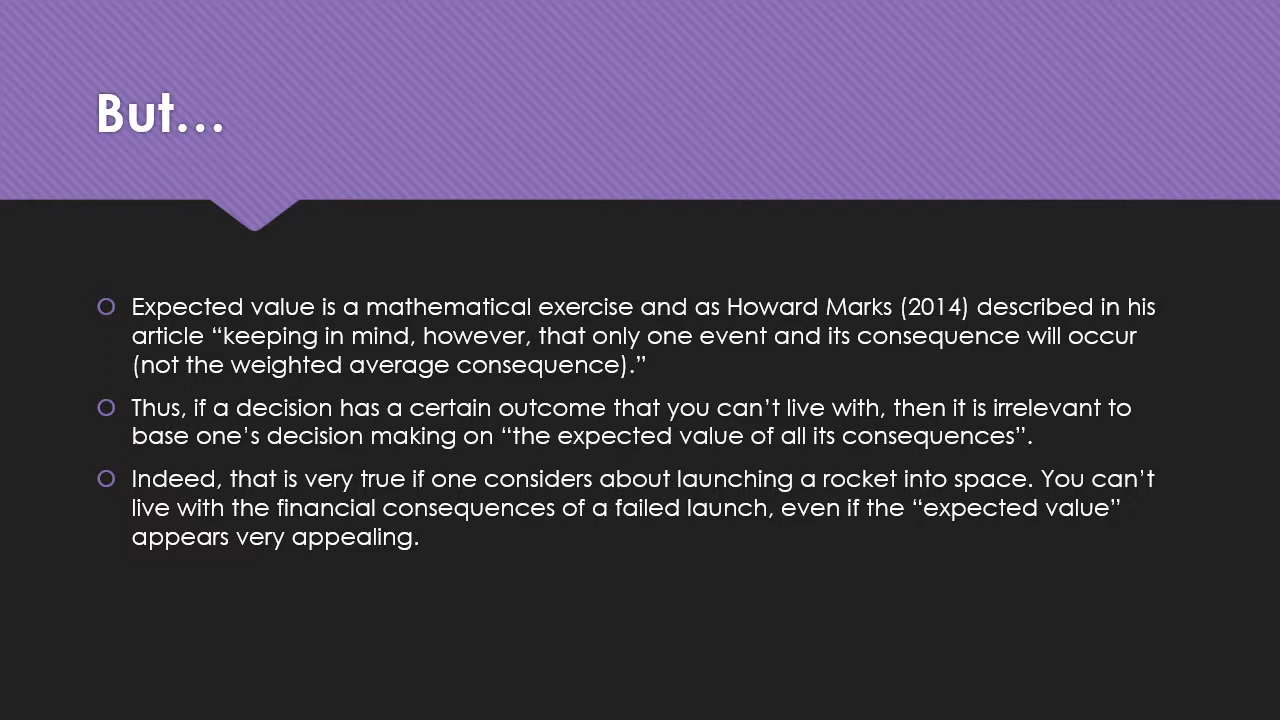 But…
Expected value is a mathematical exercise and as Howard Marks (2014) described in his
article “keeping in mind, however, that only one event and its consequence will occur
(not the weighted average consequence).”
Thus, if a decision has a certain outcome that you can’t live with, then it is irrelevant to
base one’s decision making on “the expected value of all its consequences”.
Indeed, that is very true if one considers about launching a rocket into space. You can’t
live with the financial consequences of a failed launch, even if the “expected value”
appears very appealing.